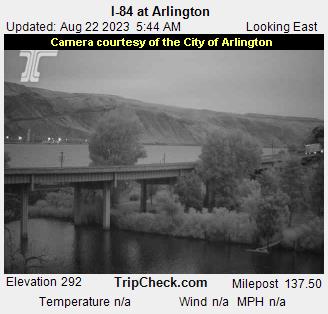 I-84 at Arlington
Updated: Aug 22 2023 5:44 AM Looking East
Camera courtesy of the City of Arlington
Elevation 292 TripCheck.com Milepost 137.50
Temperature n/a Wind n/a MPH n/a